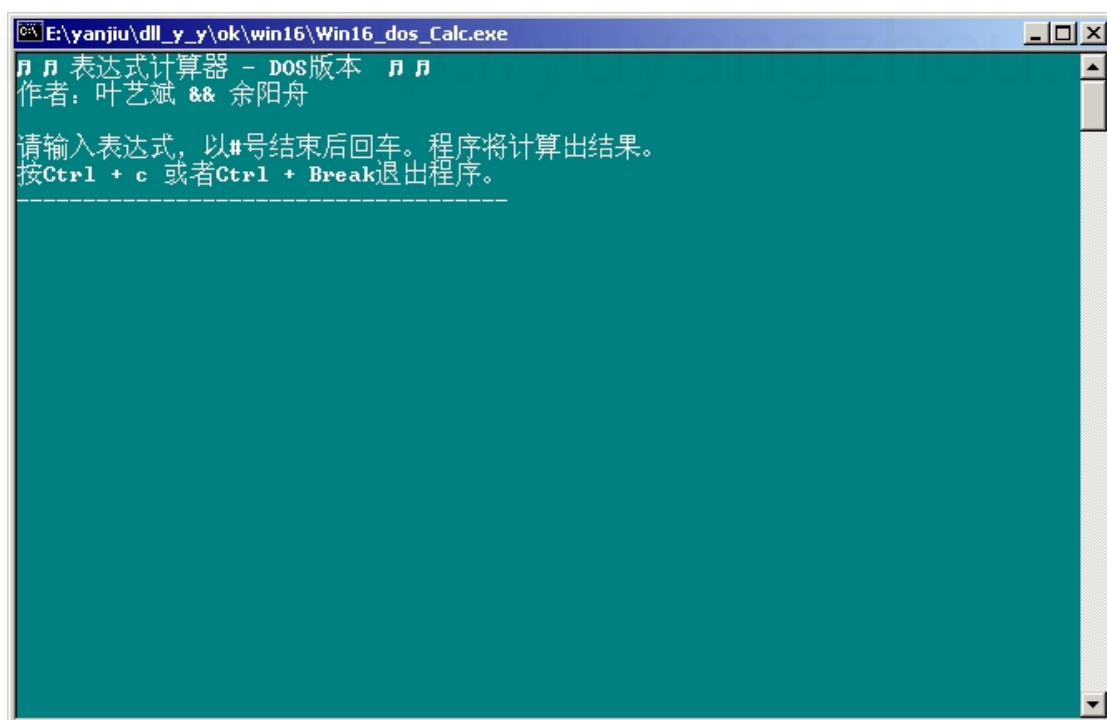 E:\yanjiu\dll_y_y\ok\win16\Win16_dos_Calc.exe
♬ ♬ 表达式计算器 - DOS版本 ♬ ♬
作者：叶艺斌 && 余阳舟
请输入表达式，以#号结束后回车。程序将计算出结果。
按Ctrl + c 或者Ctrl + Break退出程序。
-------------------------------------